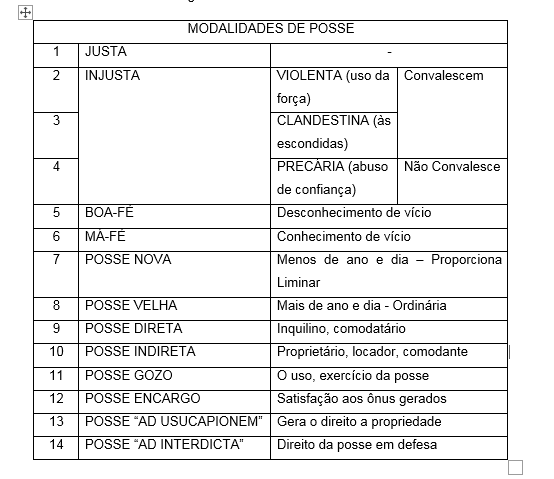 MODALIDADES DE POSSE
1 JUSTA -
2 INJUSTA VIOLENTA (uso da Convalescem
força)
3 CLANDESTINA (às
escondidas)
4 PRECÁRIA (abuso Não Convalesce
de confiança)
5 BOA-FÉ Desconhecimento de vício
6 MÁ-FÉ Conhecimento de vício
7 POSSE NOVA Menos de ano e dia – Proporciona
Liminar
8 POSSE VELHA Mais de ano e dia - Ordinária
9 POSSE DIRETA Inquilino, comodatário
10 POSSE INDIRETA Proprietário, locador, comodante
11 POSSE GOZO O uso, exercício da posse
12 POSSE ENCARGO Satisfação aos ônus gerados
13 POSSE “AD USUCAPIONEM” Gera o direito a propriedade
14 POSSE “AD INTERDICTA” Direito da posse em defesa